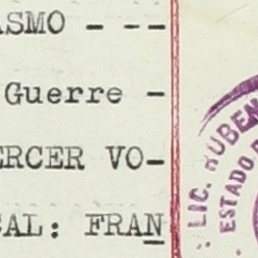 ASMO - - -
Guerre -
ERCER VO-
CAL: FRAN
LIC. RUBEN
ESTADO D